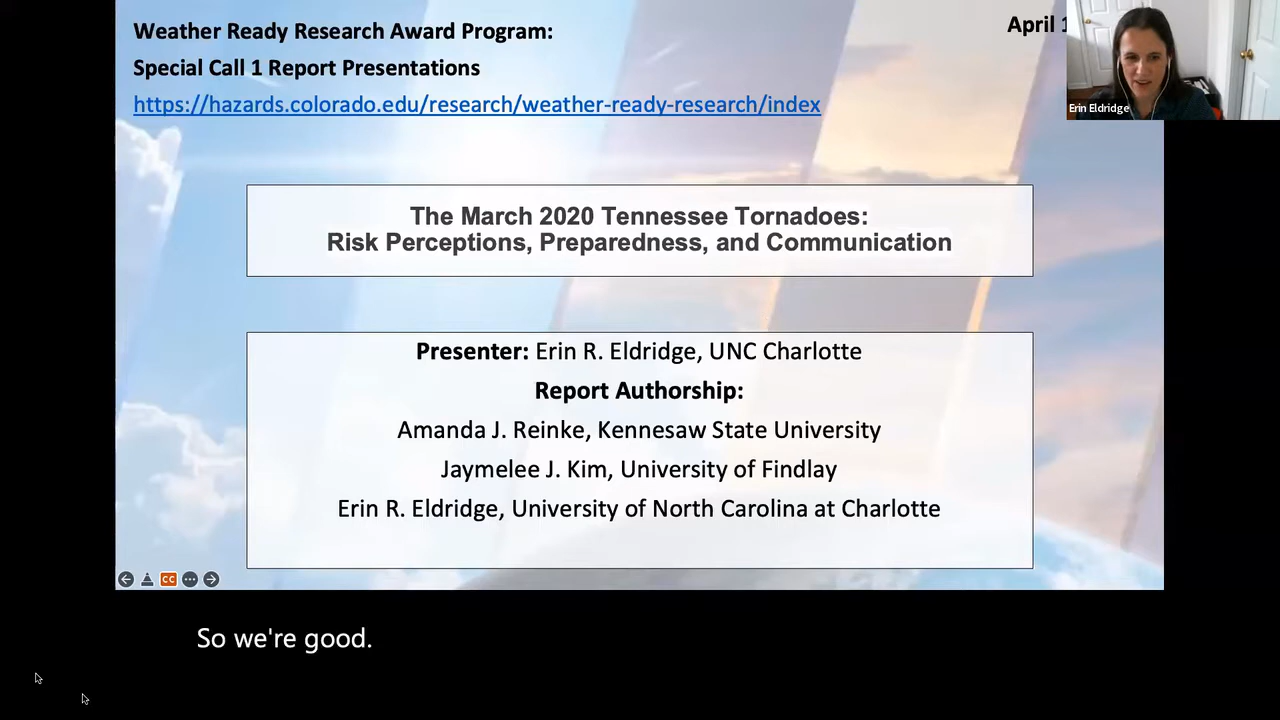 Weather Ready Research Award Program:
April
Special Call 1 Report Presentations
https://hazards.colorado.edu/research/weather-ready-research/index
Erin Eldridge
The March 2020 Tennessee Tornadoes:
Risk Perceptions, Preparedness, and Communication
Presenter: Erin R. Eldridge, UNC Charlotte
Report Authorship:
Amanda J. Reinke, Kennesaw State University
Jaymelee J. Kim, University of Findlay
Erin R. Eldridge, University of North Carolina at Charlotte
CC
So we're good.